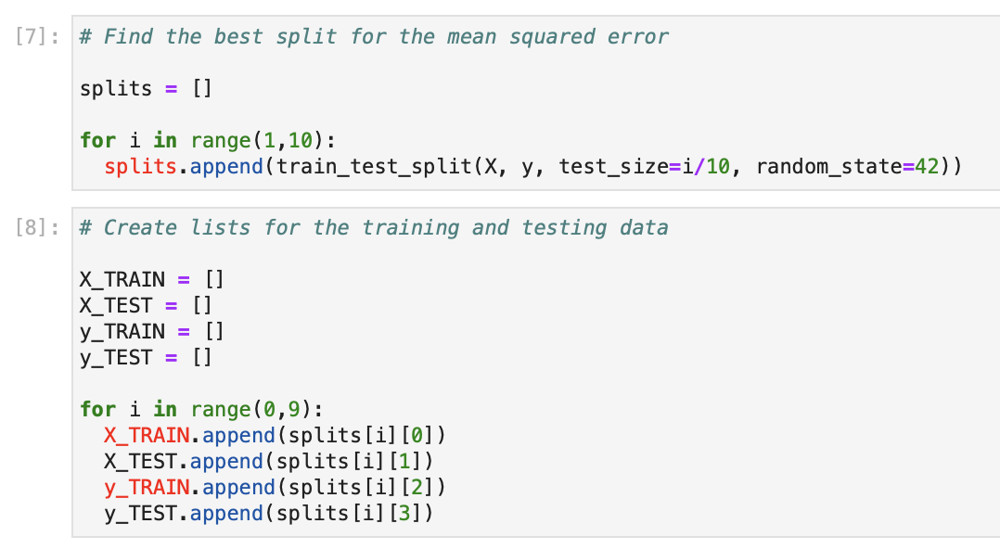 [7]: # Find the best split for the mean squared error
splits = []
for i in range(1,10):
  splits.append(train_test_split(X, y, test_size=i/10, random_state=42))
[8]: # Create lists for the training and testing data
X_TRAIN = []
X_TEST = []
y_TRAIN = []
y_TEST = []
for i in range(0,9):
  X_TRAIN.append(splits[i][0])
  X_TEST.append(splits[i][1])
  y_TRAIN.append(splits[i][2])
  y_TEST.append(splits[i][3])